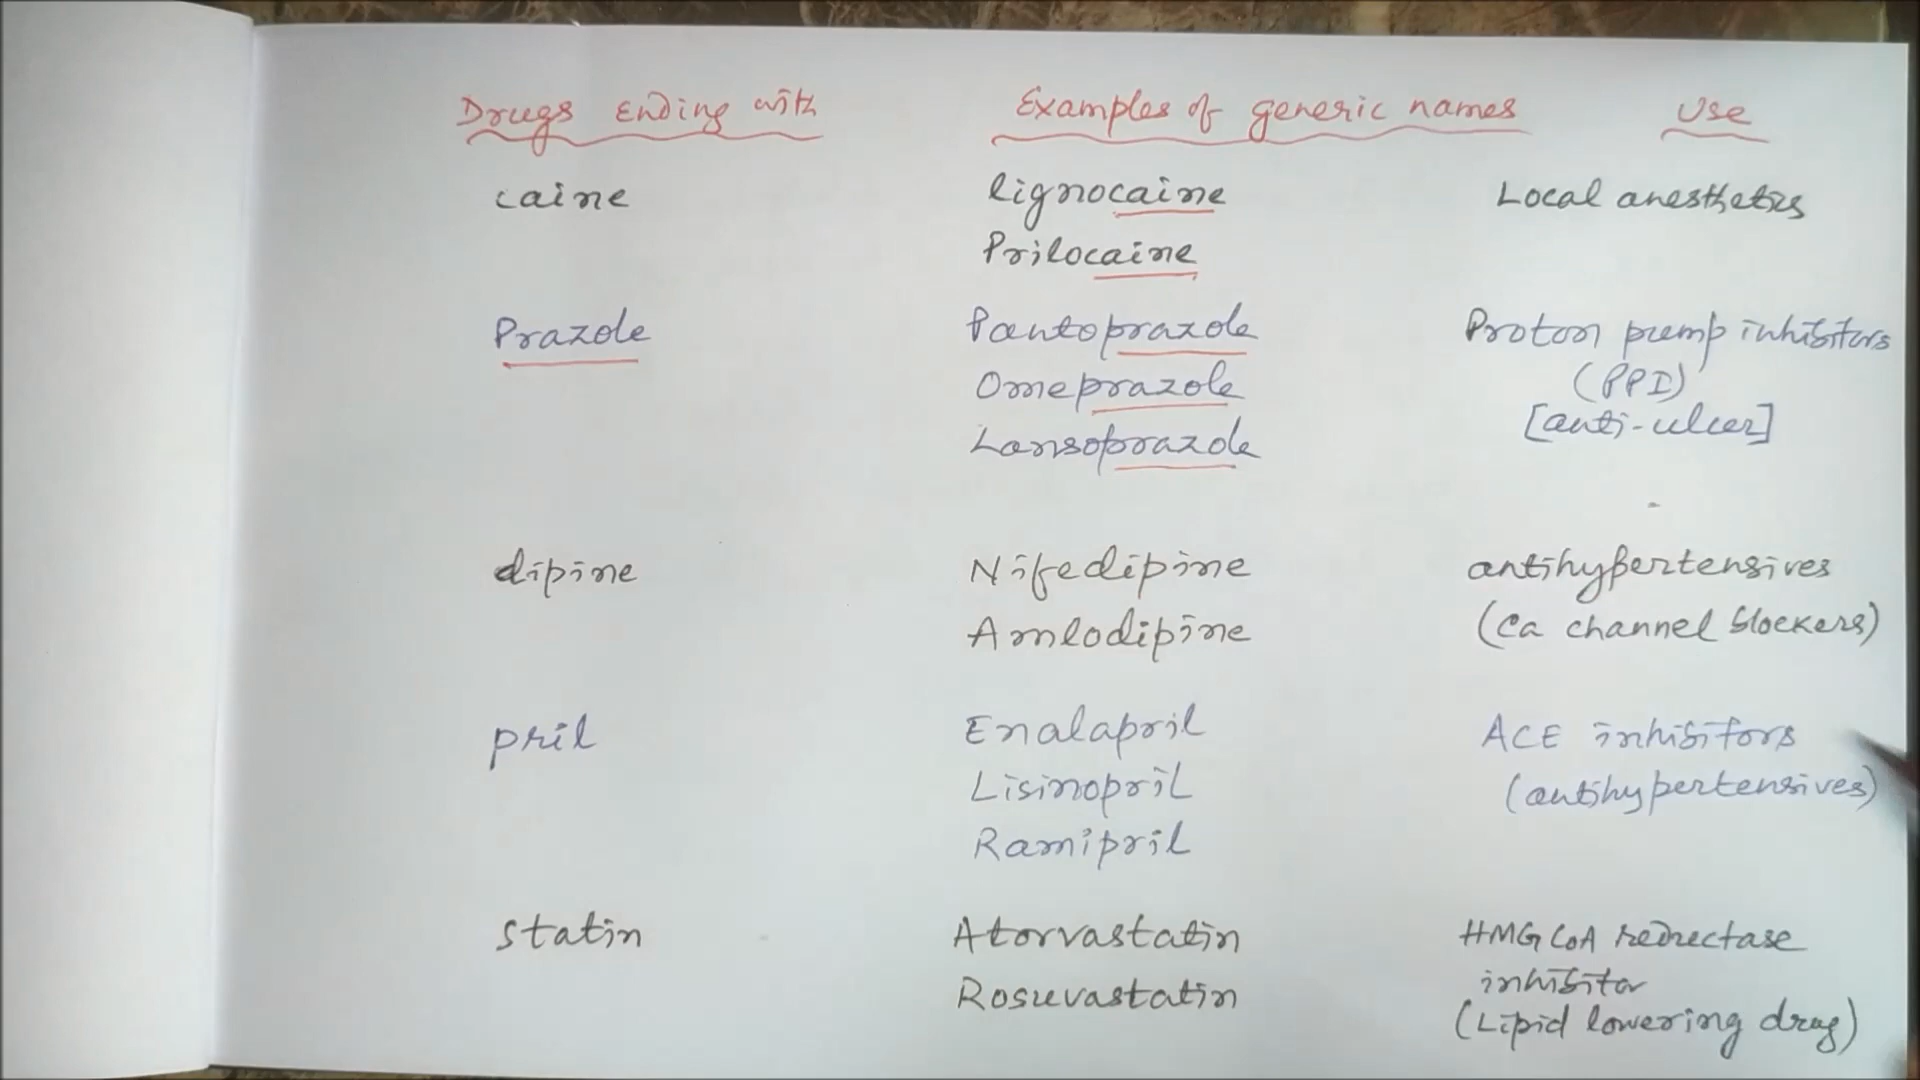 Drugs Ending with Examples of generic names Use
caine lignocaine Local anesthetics
Prilocaine
Prazole Pantoprazole Proton pump inhibitors
Omeprazole (PPI)
Lansoprazole [anti-ulcer]
dipine Nifedipine antihypertensives
Amlodipine (Ca channel blockers)
pril Enalapril ACE inhibitors
Lisinopril (antihypertensives)
Ramipril
statin Atorvastatin HMG CoA reductase
Rosuvastatin inhibitor
(Lipid lowering drug)